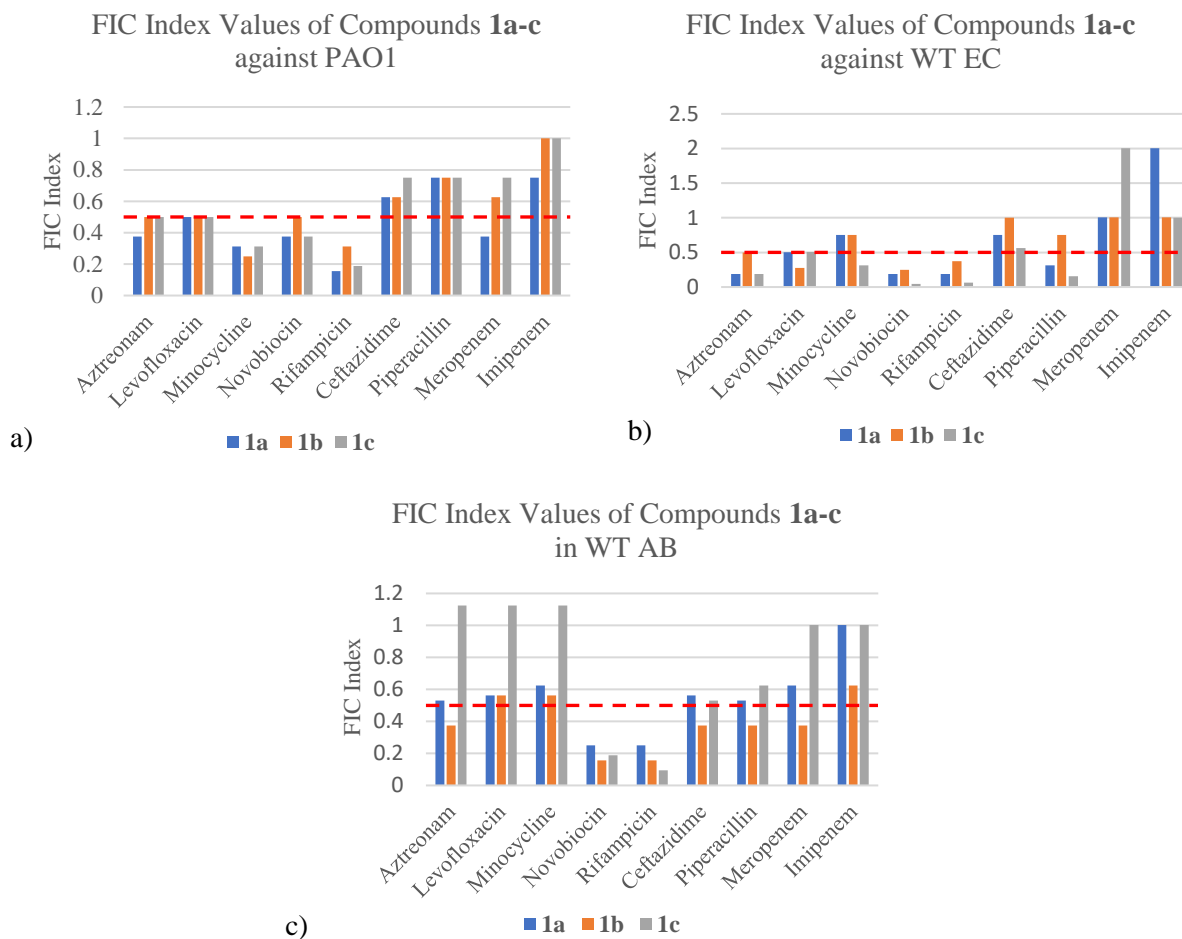 FIC Index Values of Compounds 1a-c
against PAO1
FIC Index
1.2
1
0.8
0.6
0.4
0.2
0
Aztreonam
Levofloxacin
Minocycline
Novobiocin
Rifampicin
Ceftazidime
Piperacillin
Meropenem
Imipenem
1a 1b 1c
a)
FIC Index Values of Compounds 1a-c
against WT EC
FIC Index
2.5
2
1.5
1
0.5
0
Aztreonam
Levofloxacin
Minocycline
Novobiocin
Rifampicin
Ceftazidime
Piperacillin
Meropenem
Imipenem
1a 1b 1c
b)
FIC Index Values of Compounds 1a-c
in WT AB
FIC Index
1.2
1
0.8
0.6
0.4
0.2
0
Aztreonam
Levofloxacin
Minocycline
Novobiocin
Rifampicin
Ceftazidime
Piperacillin
Meropenem
Imipenem
1a 1b 1c
c)